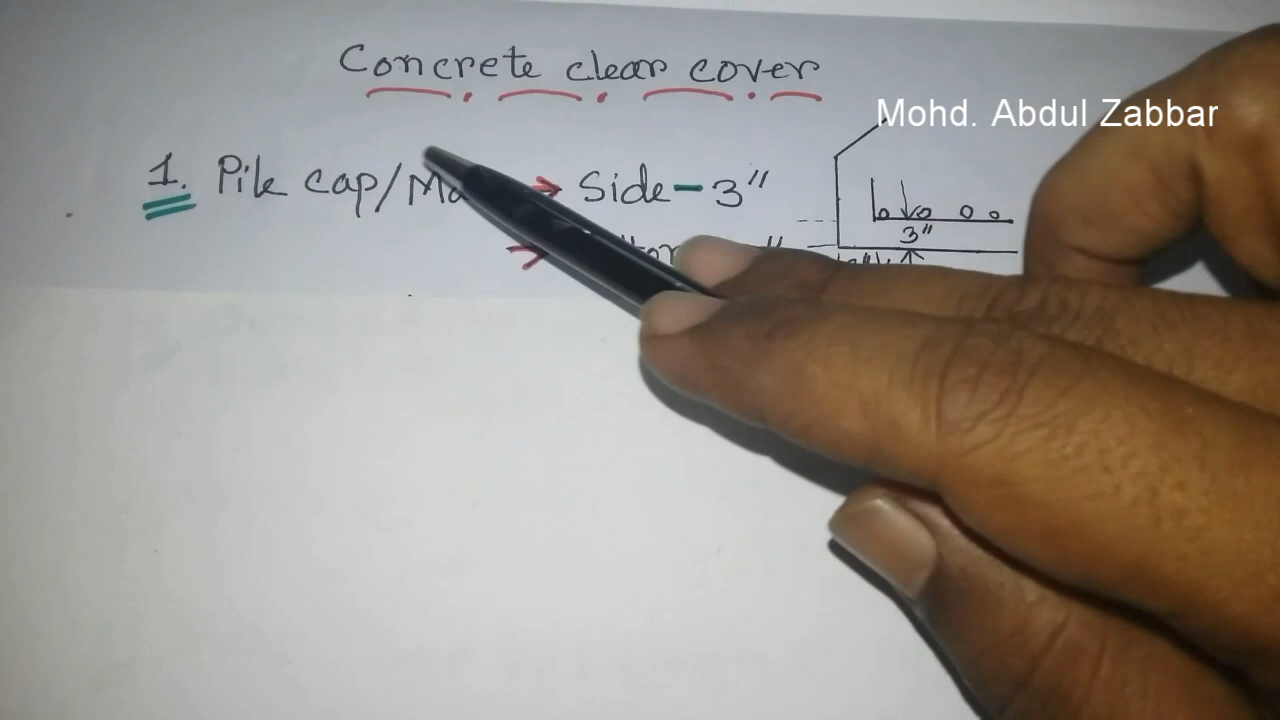 Concrete clear cover
Mohd. Abdul Zabbar
1. Pile cap/ → Side - 3"
3"